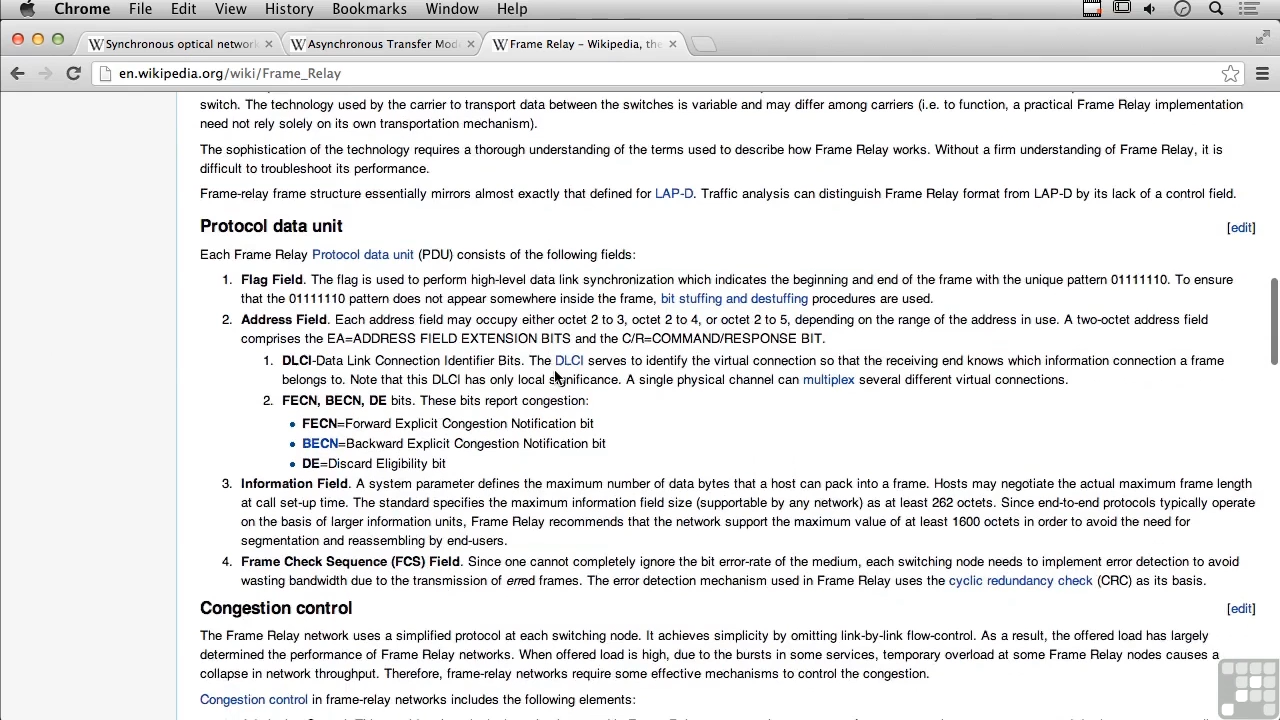 Chrome File Edit View History Bookmarks Window Help
Synchronous optical network × Asynchronous Transfer Mod × Frame Relay – Wikipedia, the ×
en.wikipedia.org/wiki/Frame_Relay
switch. The technology used by the carrier to transport data between the switches is variable and may differ among carriers (i.e. to function, a practical Frame Relay implementation
need not rely solely on its own transportation mechanism).
The sophistication of the technology requires a thorough understanding of the terms used to describe how Frame Relay works. Without a firm understanding of Frame Relay, it is
difficult to troubleshoot its performance.
Frame-relay frame structure essentially mirrors almost exactly that defined for LAP-D. Traffic analysis can distinguish Frame Relay format from LAP-D by its lack of a control field.
Protocol data unit [edit]
Each Frame Relay Protocol data unit (PDU) consists of the following fields:
1. Flag Field. The flag is used to perform high-level data link synchronization which indicates the beginning and end of the frame with the unique pattern 01111110. To ensure
that the 01111110 pattern does not appear somewhere inside the frame, bit stuffing and destuffing procedures are used.
2. Address Field. Each address field may occupy either octet 2 to 3, octet 2 to 4, or octet 2 to 5, depending on the range of the address in use. A two-octet address field
comprises the EA=ADDRESS FIELD EXTENSION BITS and the C/R=COMMAND/RESPONSE BIT.
1. DLCI-Data Link Connection Identifier Bits. The DLCI serves to identify the virtual connection so that the receiving end knows which information connection a frame
belongs to. Note that this DLCI has only local significance. A single physical channel can multiplex several different virtual connections.
2. FECN, BECN, DE bits. These bits report congestion:
• FECN=Forward Explicit Congestion Notification bit
• BECN=Backward Explicit Congestion Notification bit
• DE=Discard Eligibility bit
3. Information Field. A system parameter defines the maximum number of data bytes that a host can pack into a frame. Hosts may negotiate the actual maximum frame length
at call set-up time. The standard specifies the maximum information field size (supportable by any network) as at least 262 octets. Since end-to-end protocols typically operate
on the basis of larger information units, Frame Relay recommends that the network support the maximum value of at least 1600 octets in order to avoid the need for
segmentation and reassembling by end-users.
4. Frame Check Sequence (FCS) Field. Since one cannot completely ignore the bit error-rate of the medium, each switching node needs to implement error detection to avoid
wasting bandwidth due to the transmission of erred frames. The error detection mechanism used in Frame Relay uses the cyclic redundancy check (CRC) as its basis.
Congestion control [edit]
The Frame Relay network uses a simplified protocol at each switching node. It achieves simplicity by omitting link-by-link flow-control. As a result, the offered load has largely
determined the performance of Frame Relay networks. When offered load is high, due to the bursts in some services, temporary overload at some Frame Relay nodes causes a
collapse in network throughput. Therefore, frame-relay networks require some effective mechanisms to control the congestion.
Congestion control in frame-relay networks includes the following elements: